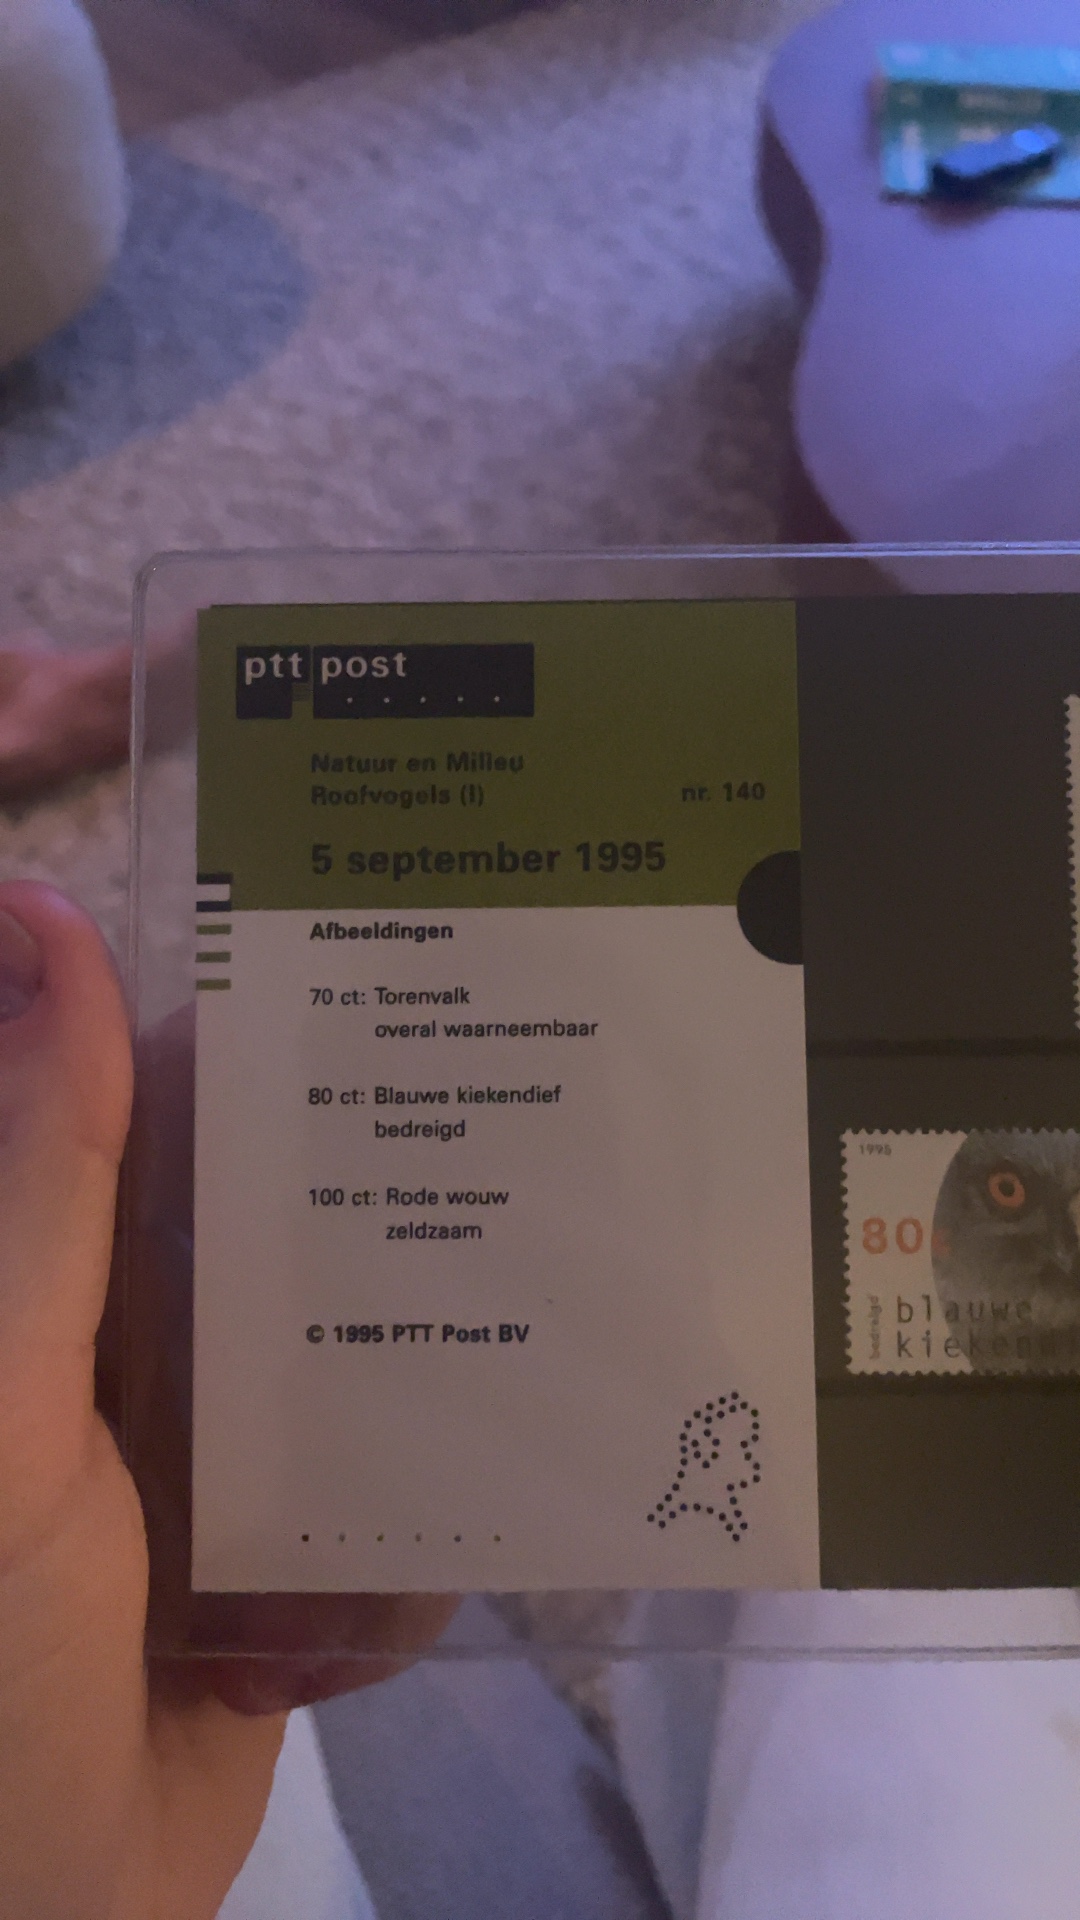 ptt post
Natuur en Milieu
Roofvogels (I) nr. 140
5 september 1995
Afbeeldingen
70 ct: Torenvalk
overal waarneembaar
80 ct: Blauwe kiekendief
bedreigd
100 ct: Rode wouw
zeldzaam
© 1995 PTT Post BV
1995
80
bedreigd
blauwe
kiekend